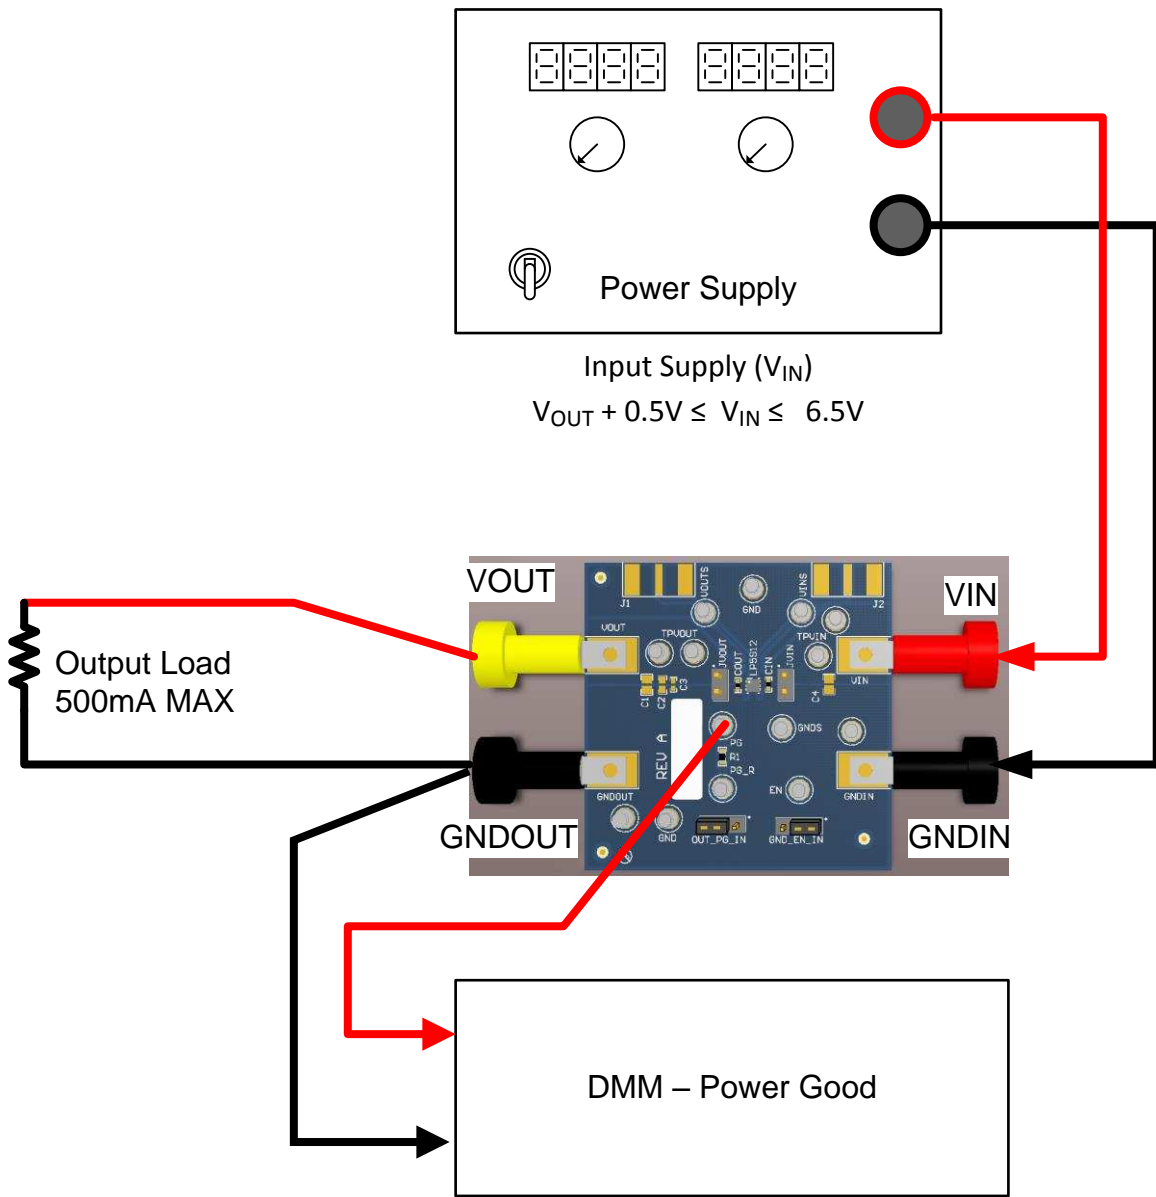 Power Supply
Input Supply (VIN)
VOUT + 0.5V ≤ VIN ≤ 6.5V
VOUT
VIN
J1
VOUTS
GND
VINS
J2
VOUT
TPVOUT
TPVIN
JVOUT
COUT
LP5912
CIN
JVIN
VIN
Output Load
500mA MAX
C1
C2
C3
C4
REV A
PG
GNDS
R1
PG_R
EN
GNDOUT
GNDIN
GNDOUT
GND
OUT_PG_IN
GND_EN_IN
GNDIN
DMM – Power Good